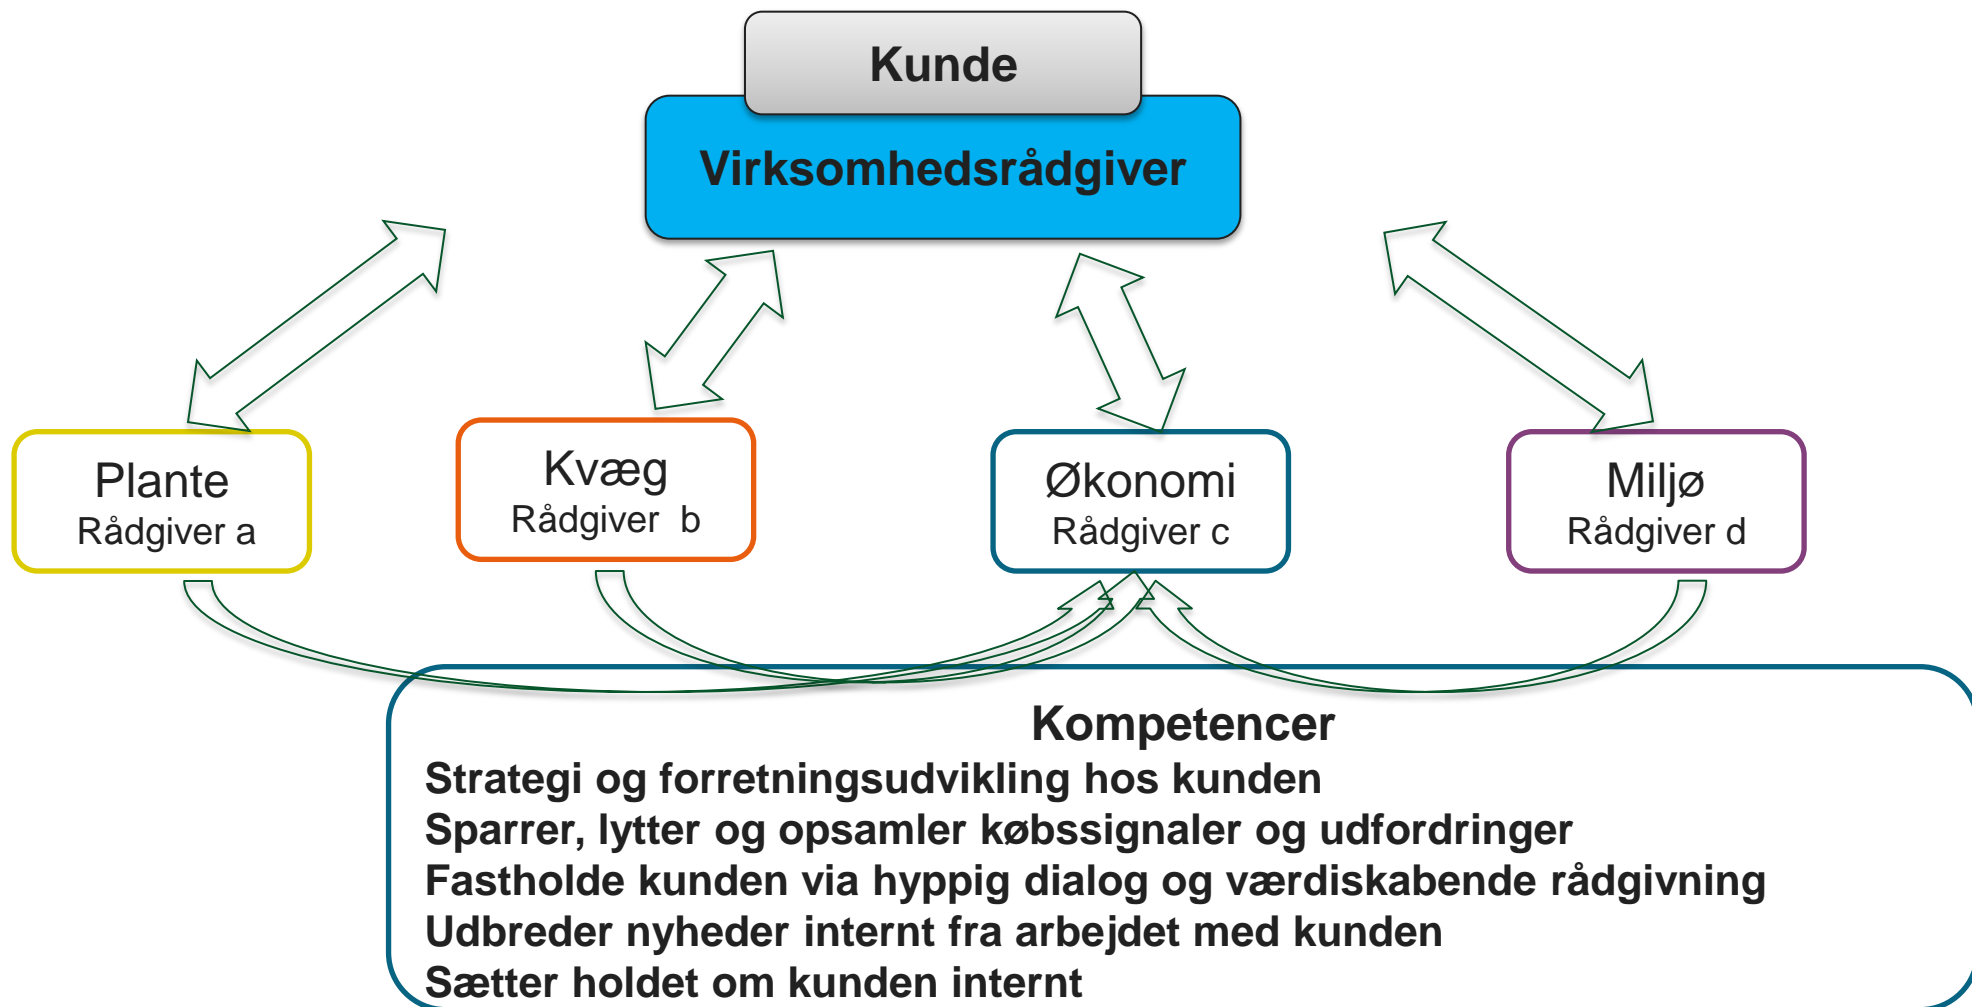 Kunde
Virksomhedsrådgiver
Plante
Rådgiver a
Kvæg
Rådgiver b
Økonomi
Rådgiver c
Miljø
Rådgiver d
Kompetencer
Strategi og forretningsudvikling hos kunden
Sparrer, lytter og opsamler købssignaler og udfordringer
Fastholde kunden via hyppig dialog og værdiskabende rådgivning
Udbreder nyheder internt fra arbejdet med kunden
Sætter holdet om kunden internt